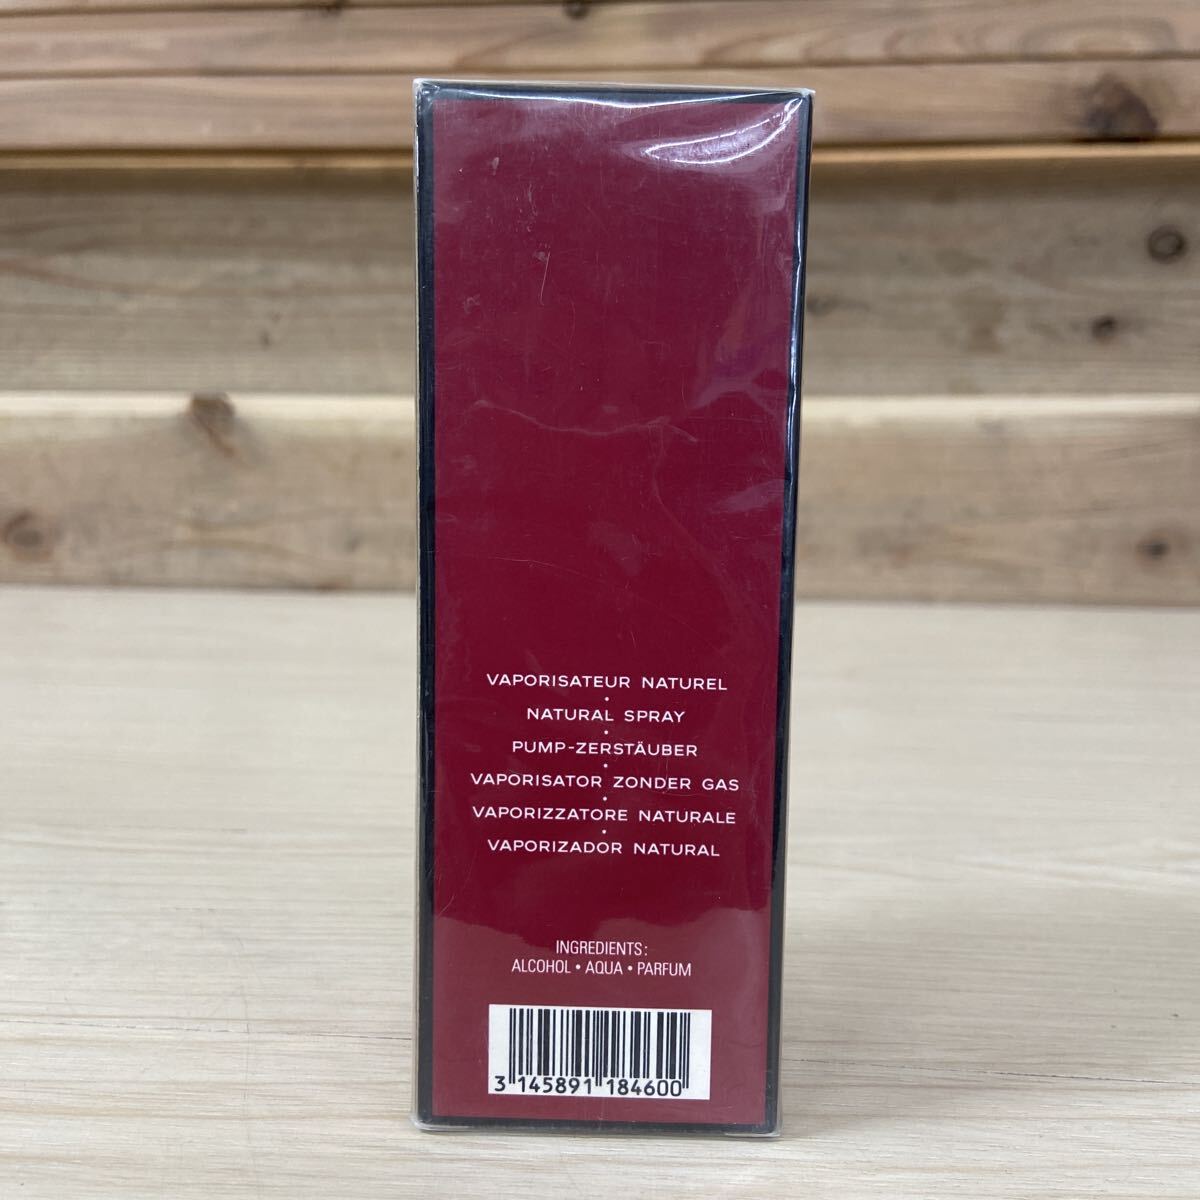 VAPORISATEUR NATUREL
•
NATURAL SPRAY
•
PUMP-ZERSTÄUBER
•
VAPORISATOR ZONDER GAS
•
VAPORIZZATORE NATURALE
•
VAPORIZADOR NATURAL
INGREDIENTS:
ALCOHOL • AQUA • PARFUM
3 145891 184600